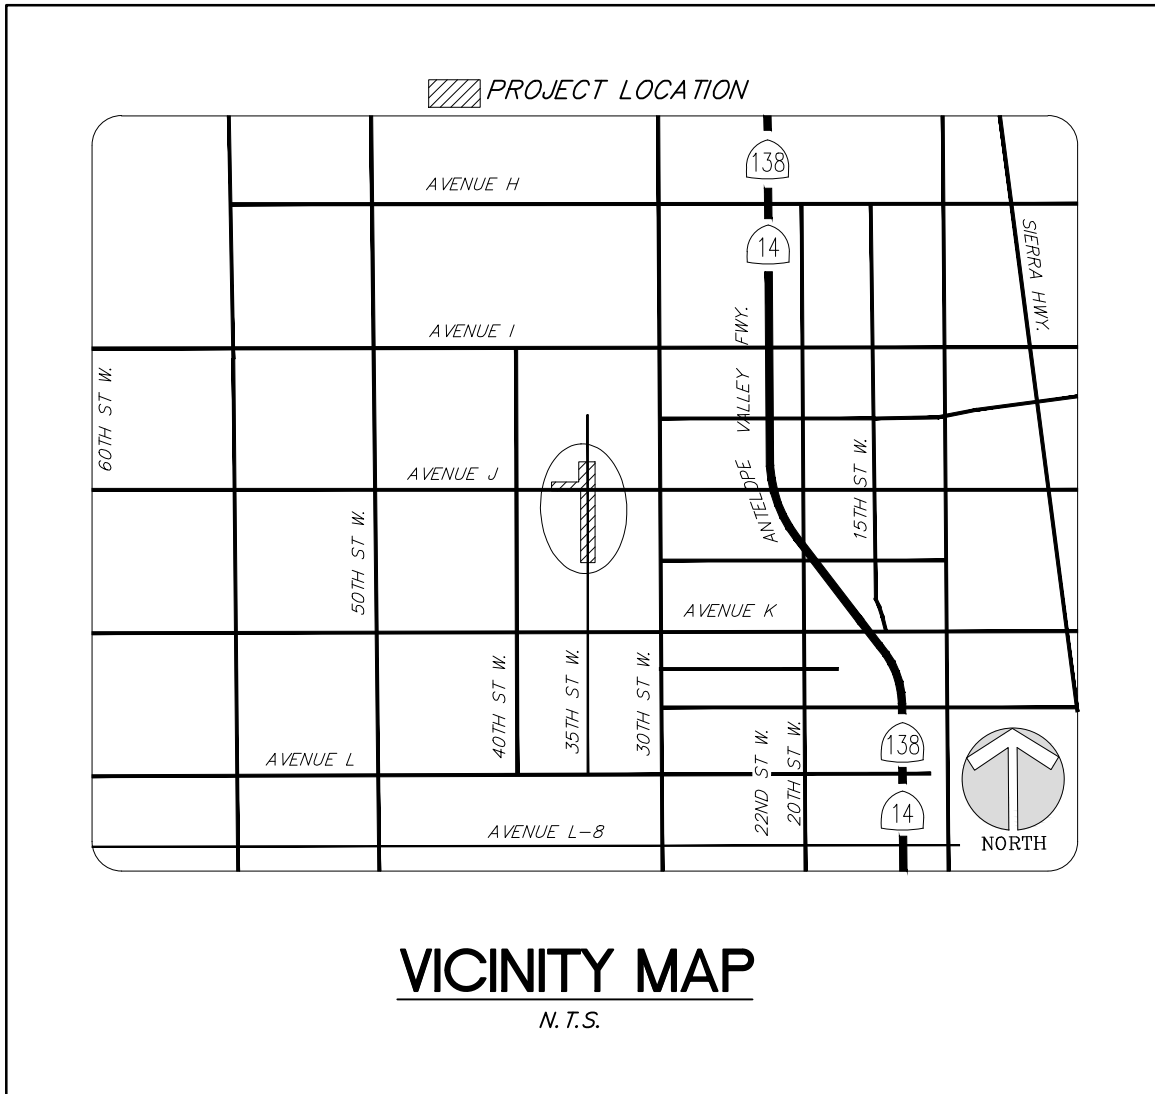 PROJECT LOCATION
138
AVENUE H
14
SIERRA HWY.
AVENUE I
ANTELOPE VALLEY FWY.
60TH ST W.
AVENUE J
15TH ST W.
50TH ST W.
AVENUE K
40TH ST W.
35TH ST W.
30TH ST W.
22ND ST W.
20TH ST W.
138
AVENUE L
14
AVENUE L-8
NORTH
VICINITY MAP
N.T.S.